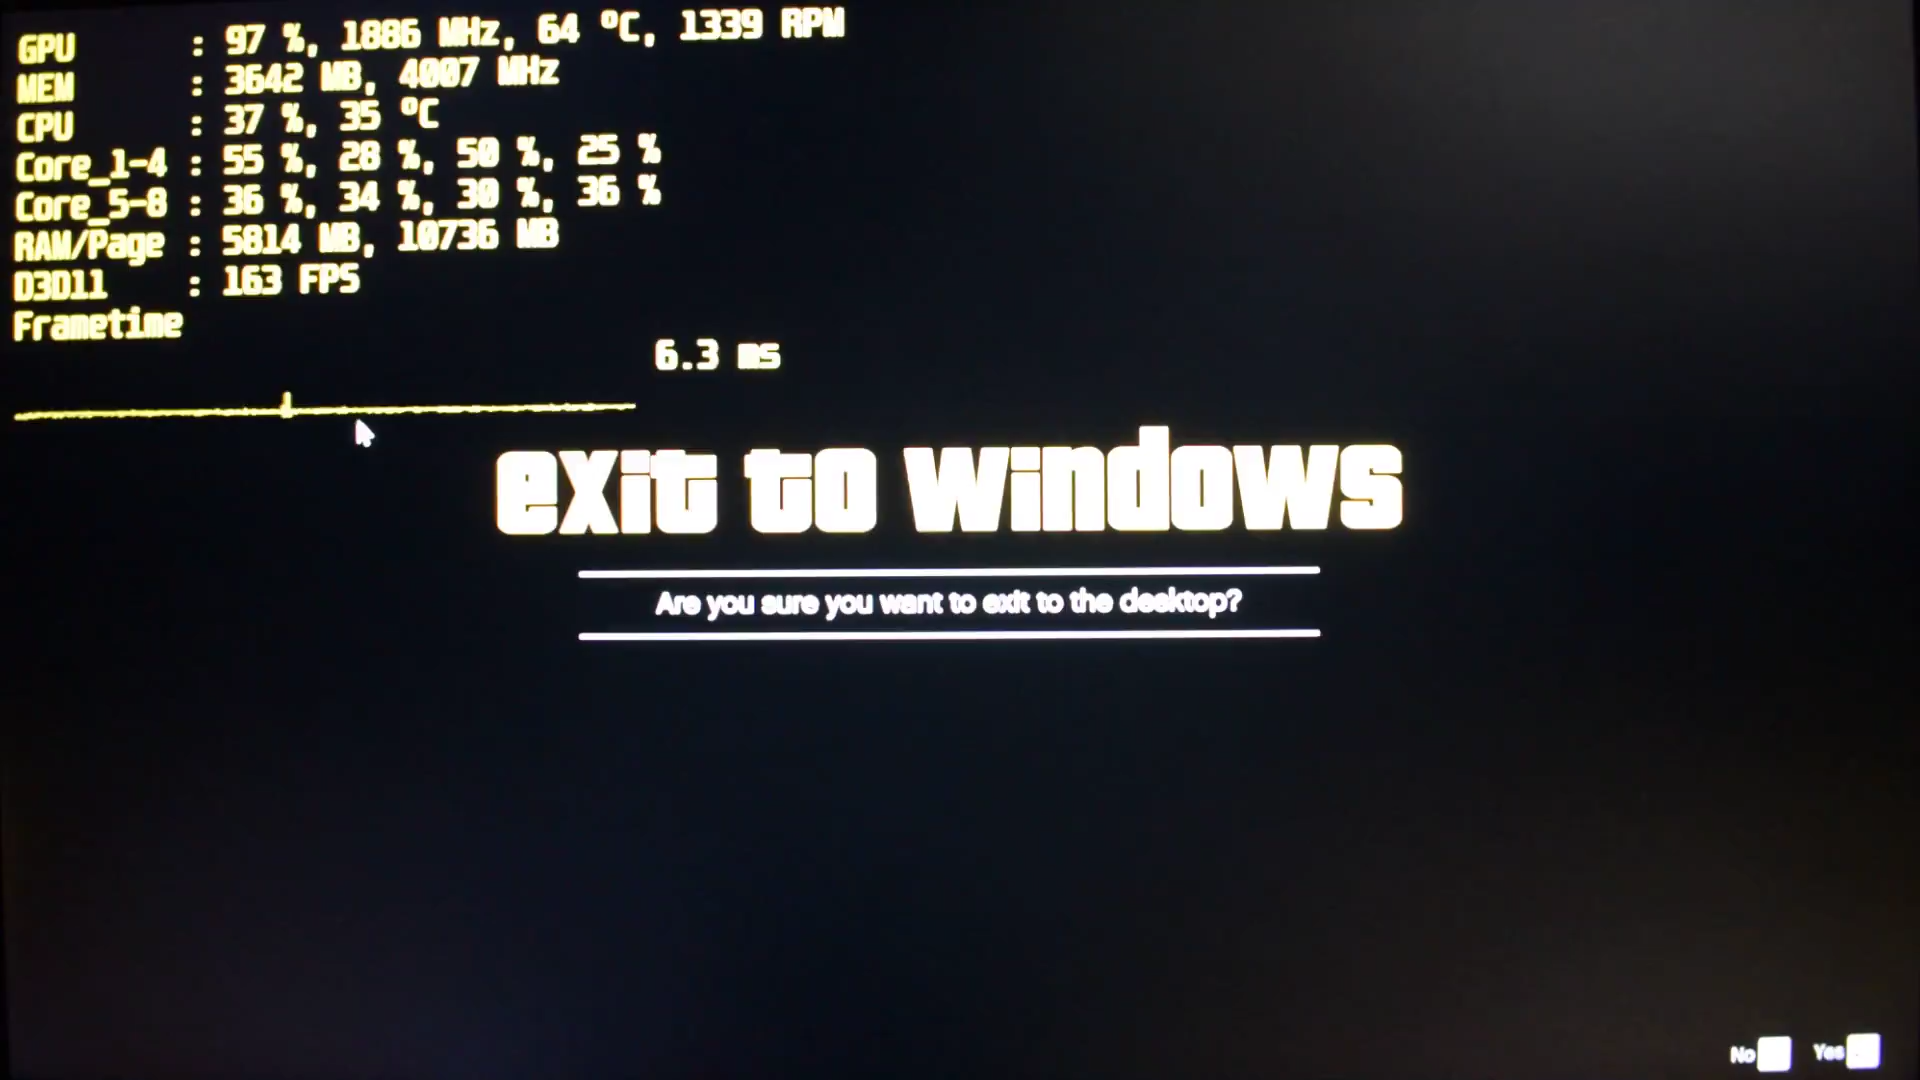 GPU : 97 %, 1886 MHz, 64 °C, 1339 RPM
MEM : 3642 MB, 4007 MHz
CPU : 37 %, 35 °C
Core_1-4 : 55 %, 28 %, 50 %, 25 %
Core_5-8 : 36 %, 34 %, 30 %, 36 %
RAM/Page : 5814 MB, 10736 MB
D3D11 : 163 FPS
Frametime
6.3 ms
exit to windows
Are you sure you want to exit to the desktop?
No Yes